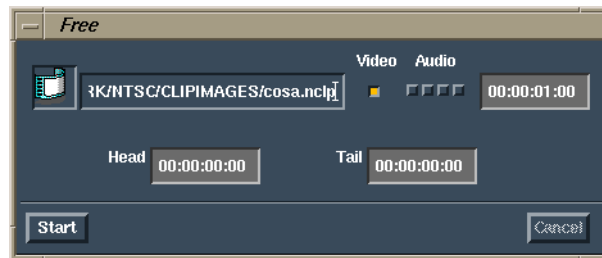 Free
Video Audio
RK/NTSC/CLIPIMAGES/cosa.nclp 00:00:01:00
Head 00:00:00:00 Tail 00:00:00:00
Start Cancel